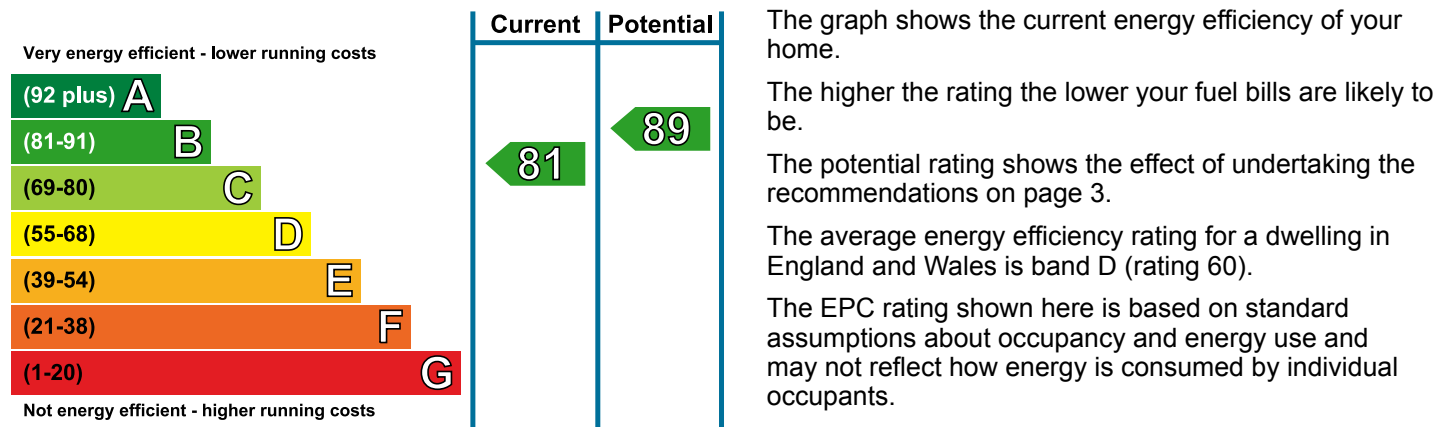 Current Potential
Very energy efficient - lower running costs
(92 plus) A
(81-91) B
(69-80) C
(55-68) D
(39-54) E
(21-38) F
(1-20) G
Not energy efficient - higher running costs
81
89
The graph shows the current energy efficiency of your
home.
The higher the rating the lower your fuel bills are likely to
be.
The potential rating shows the effect of undertaking the
recommendations on page 3.
The average energy efficiency rating for a dwelling in
England and Wales is band D (rating 60).
The EPC rating shown here is based on standard
assumptions about occupancy and energy use and
may not reflect how energy is consumed by individual
occupants.